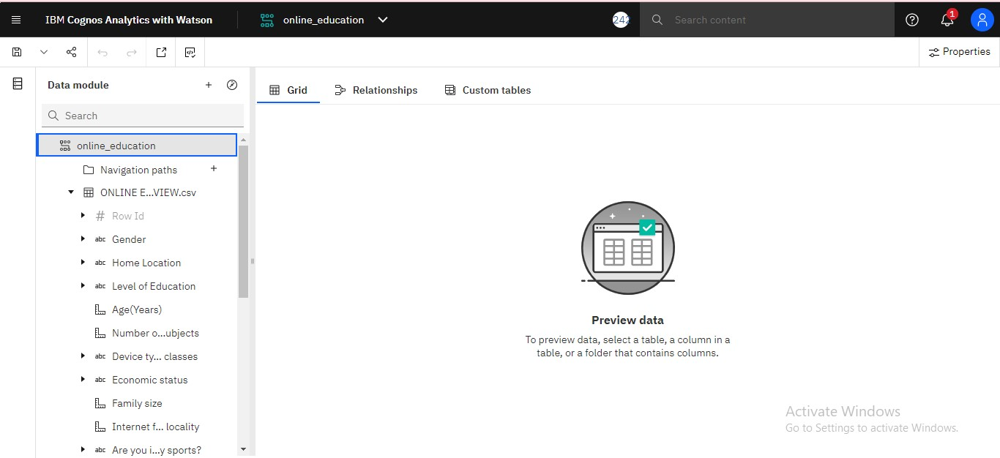 IBM Cognos Analytics with Watson
online_education
242
Search content
1
Properties
Data module
Grid
Relationships
Custom tables
Search
online_education
Navigation paths
ONLINE E...VIEW.csv
# Row Id
abc Gender
abc Home Location
abc Level of Education
Age(Years)
Number o...ubjects
abc Device ty... classes
abc Economic status
Family size
Internet f... locality
abc Are you i...y sports?
Preview data
To preview data, select a table, a column in a
table, or a folder that contains columns.
Activate Windows
Go to Settings to activate Windows.